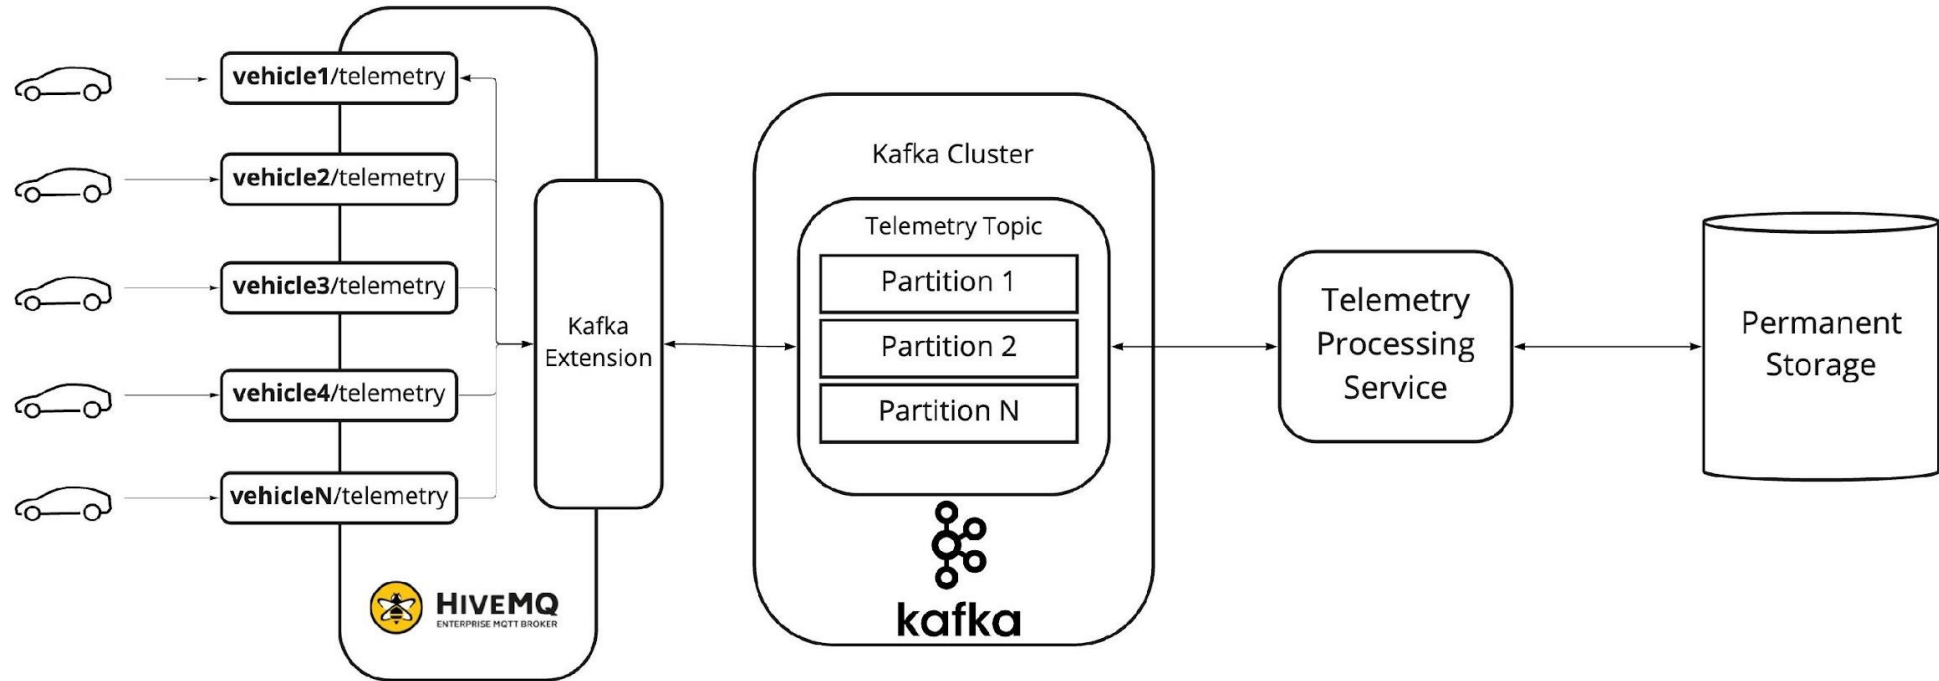 vehicle1/telemetry
vehicle2/telemetry
vehicle3/telemetry
vehicle4/telemetry
vehicleN/telemetry
HIVEMQ
ENTERPRISE MQTT BROKER
Kafka
Extension
Kafka Cluster
Telemetry Topic
Partition 1
Partition 2
Partition N
kafka
Telemetry
Processing
Service
Permanent
Storage